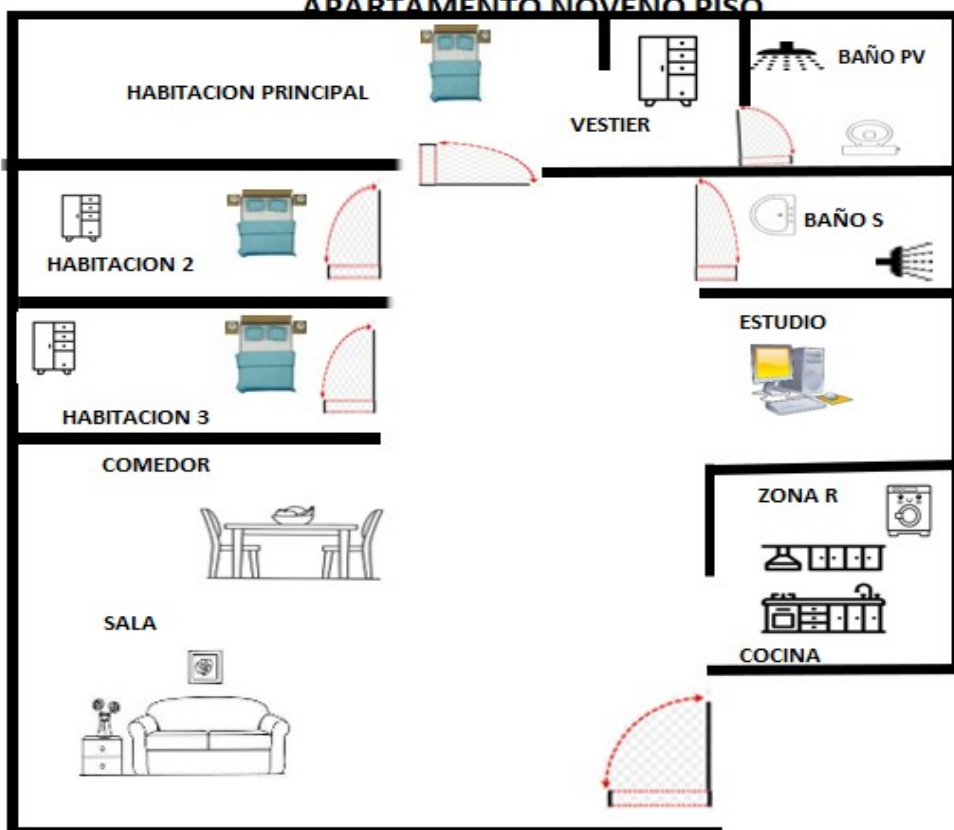 APARTAMENTO NOVENO PISO
BAÑO PV
HABITACION PRINCIPAL
VESTIER
BAÑO S
HABITACION 2
ESTUDIO
HABITACION 3
COMEDOR
ZONA R
SALA
COCINA